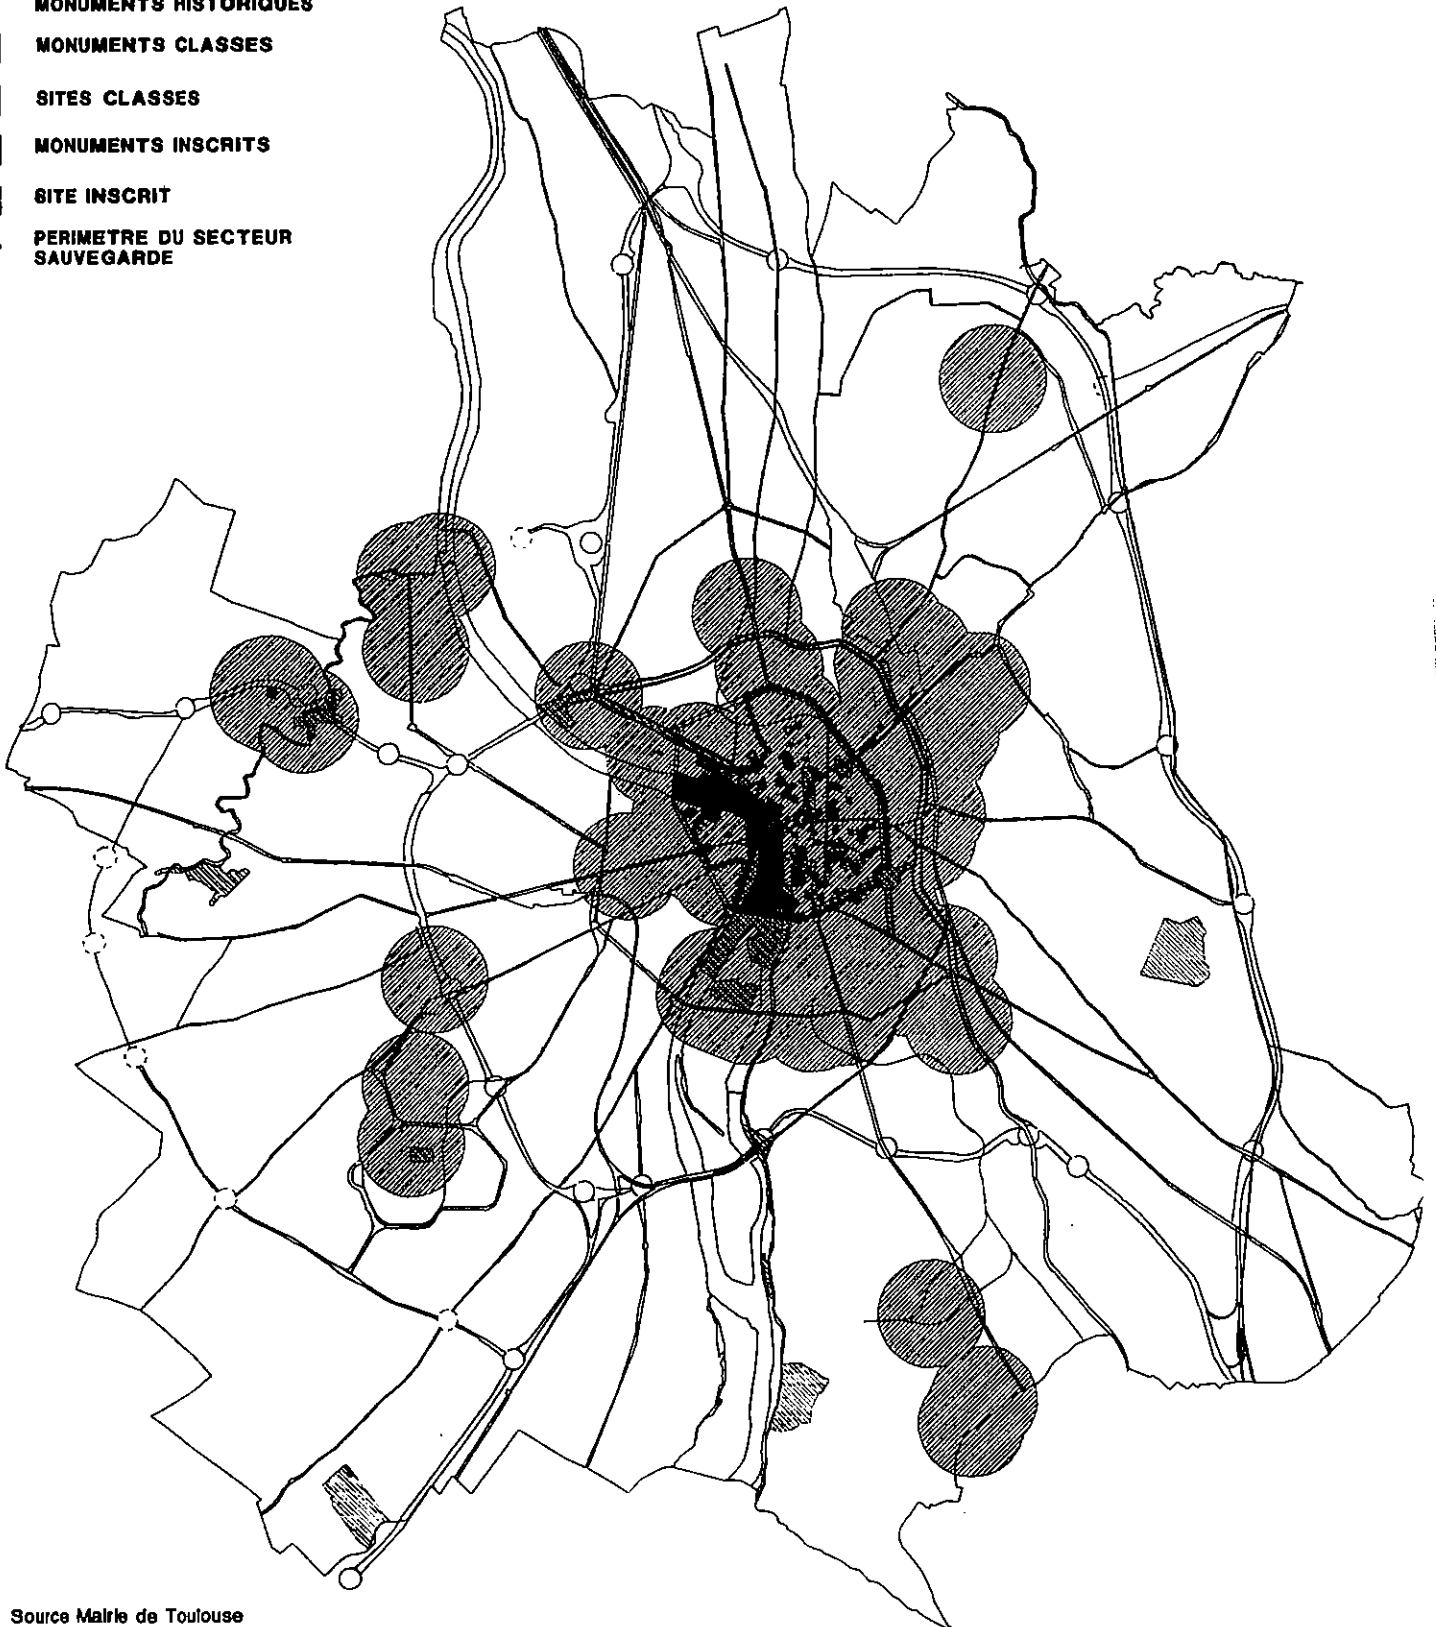 MONUMENTS HISTORIQUES
MONUMENTS CLASSES
SITES CLASSES
MONUMENTS INSCRITS
SITE INSCRIT
PERIMETRE DU SECTEUR
SAUVEGARDE
Source Mairie de Toulouse